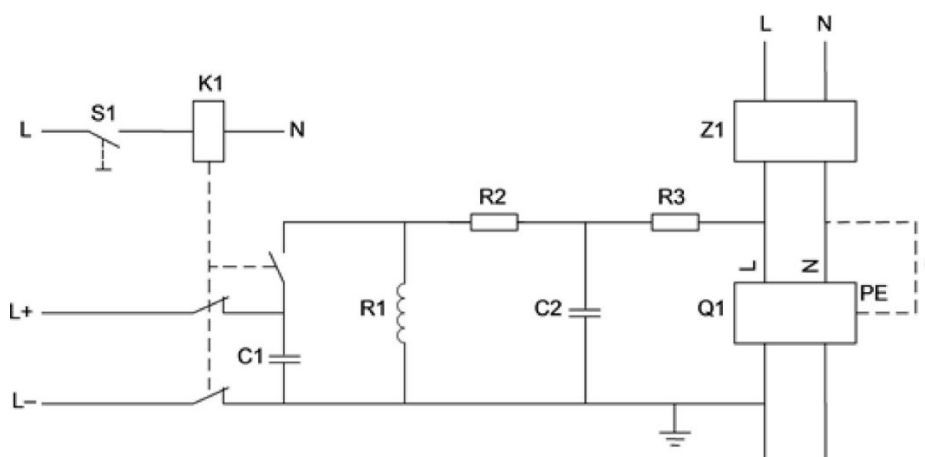 L N
K1
S1
L N
Z1
R2 R3
L N
L+
R1 C2 Q1 PE
C1
L–